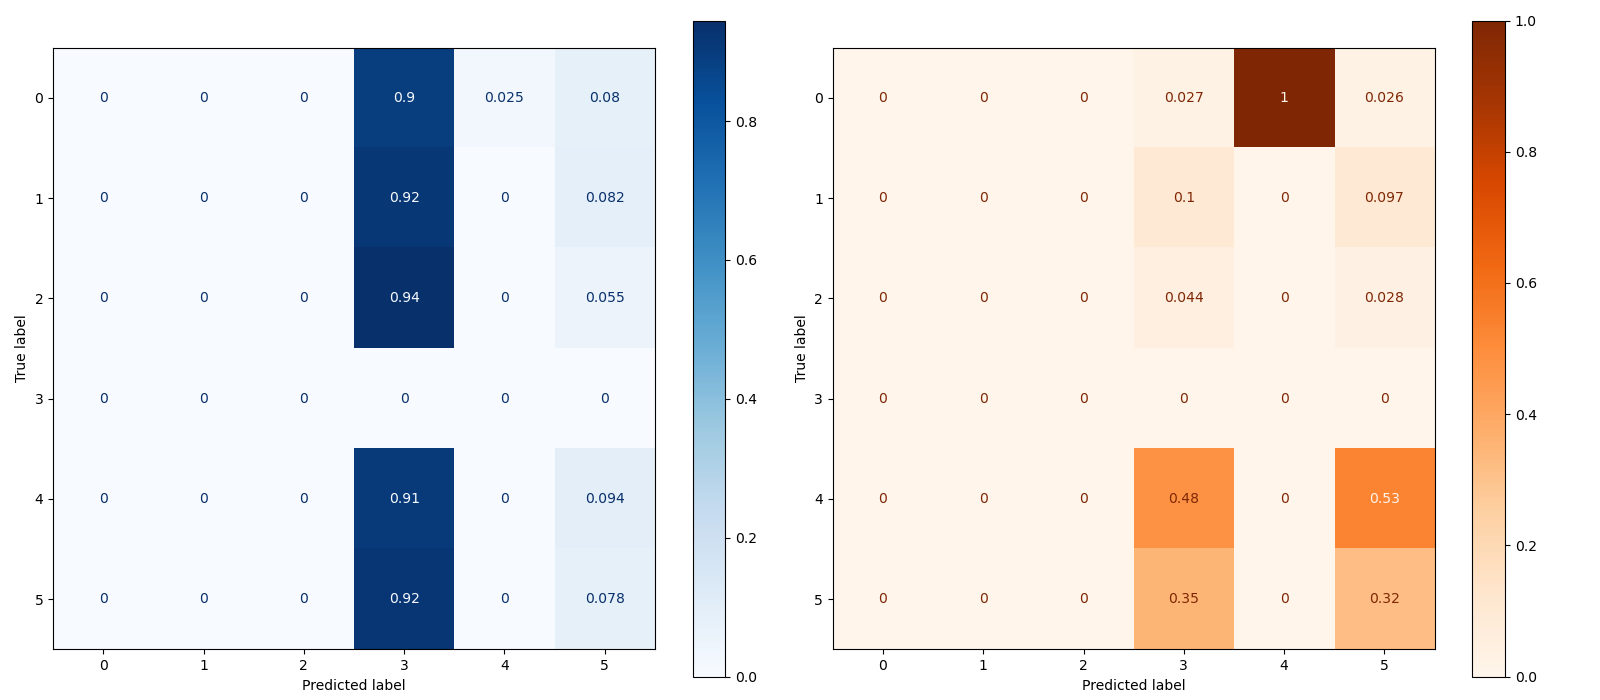 0 0 0 0 0.9 0.025 0.08
1 0 0 0 0.92 0 0.082
2 0 0 0 0.94 0 0.055
3 0 0 0 0 0 0
4 0 0 0 0.91 0 0.094
5 0 0 0 0.92 0 0.078
0 1 2 3 4 5
True label
Predicted label
0.8
0.6
0.4
0.2
0.0
0 0 0 0 0.027 1 0.026
1 0 0 0 0.1 0 0.097
2 0 0 0 0.044 0 0.028
3 0 0 0 0 0 0
4 0 0 0 0.48 0 0.53
5 0 0 0 0.35 0 0.32
0 1 2 3 4 5
True label
Predicted label
1.0
0.8
0.6
0.4
0.2
0.0